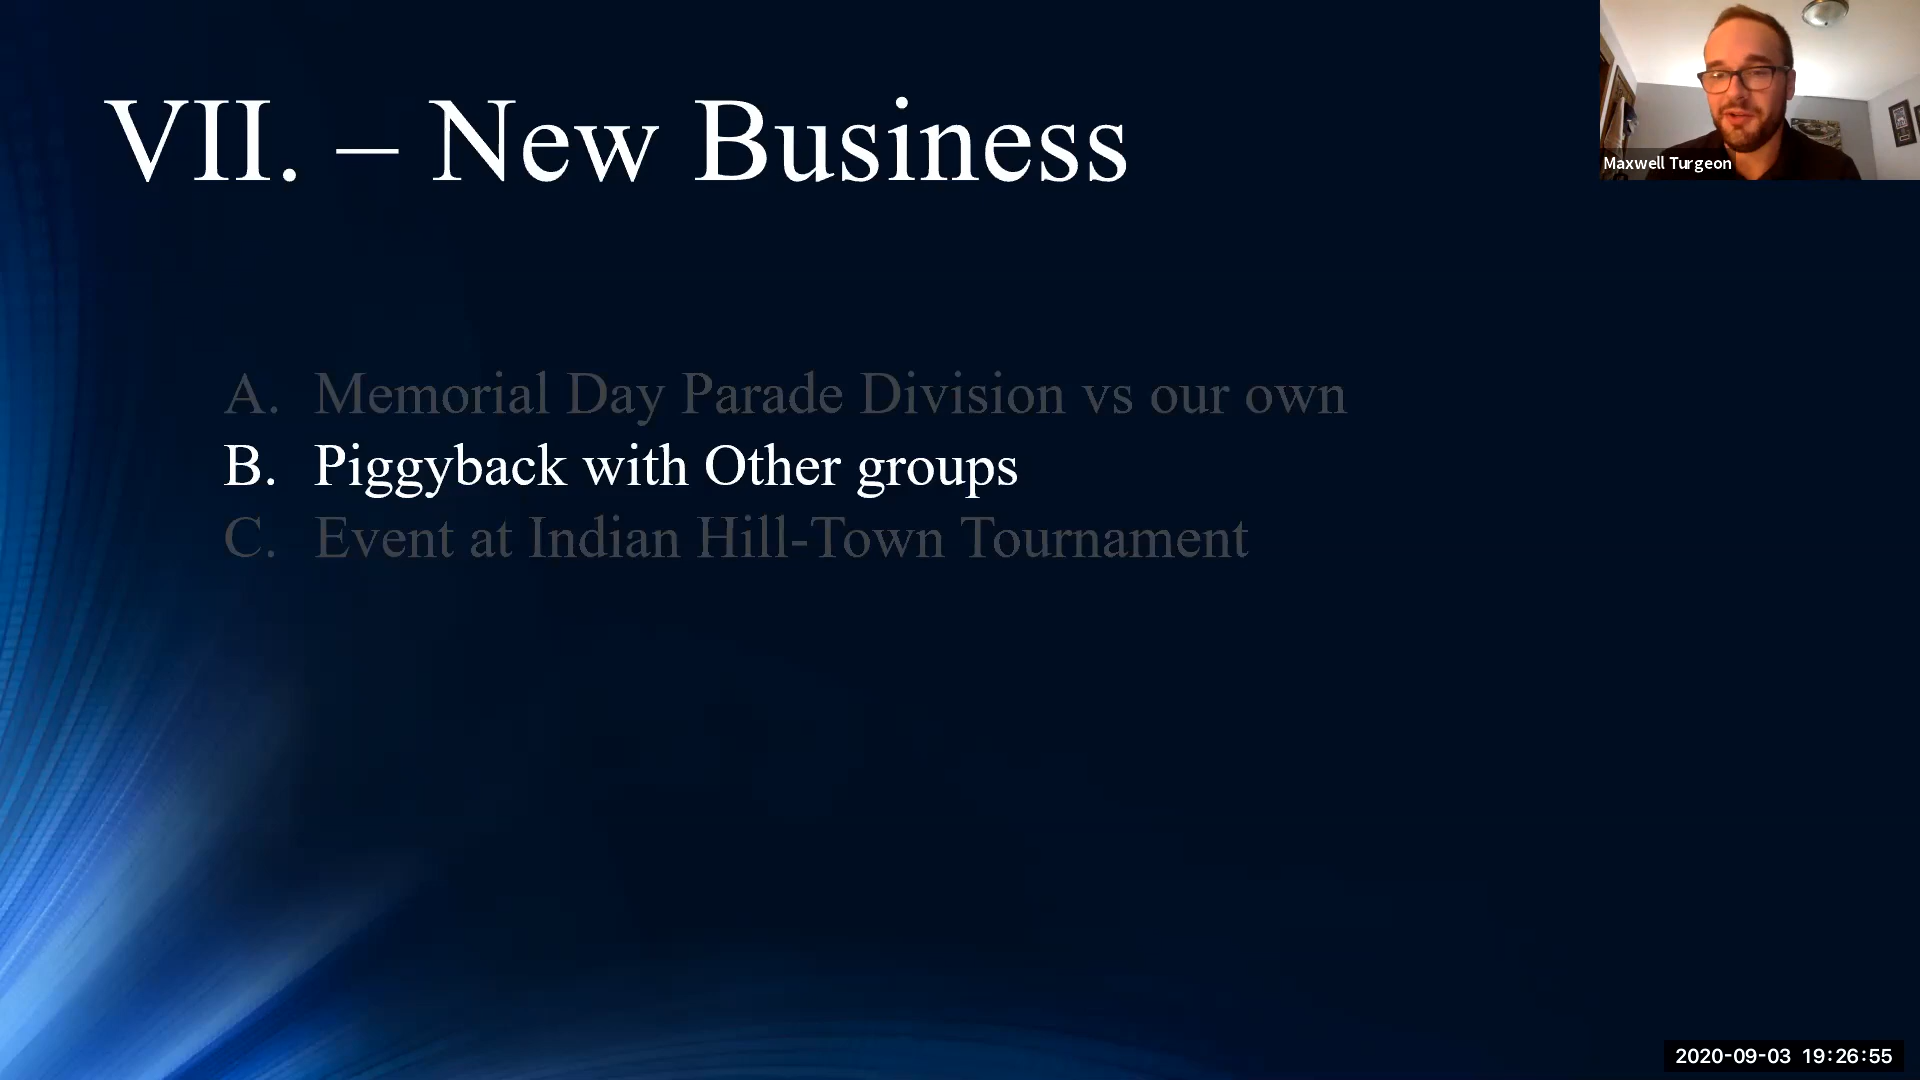 VII. – New Business
Maxwell Turgeon
A. Memorial Day Parade Division vs our own
B. Piggyback with Other groups
C. Event at Indian Hill-Town Tournament
2020-09-03 19:26:55